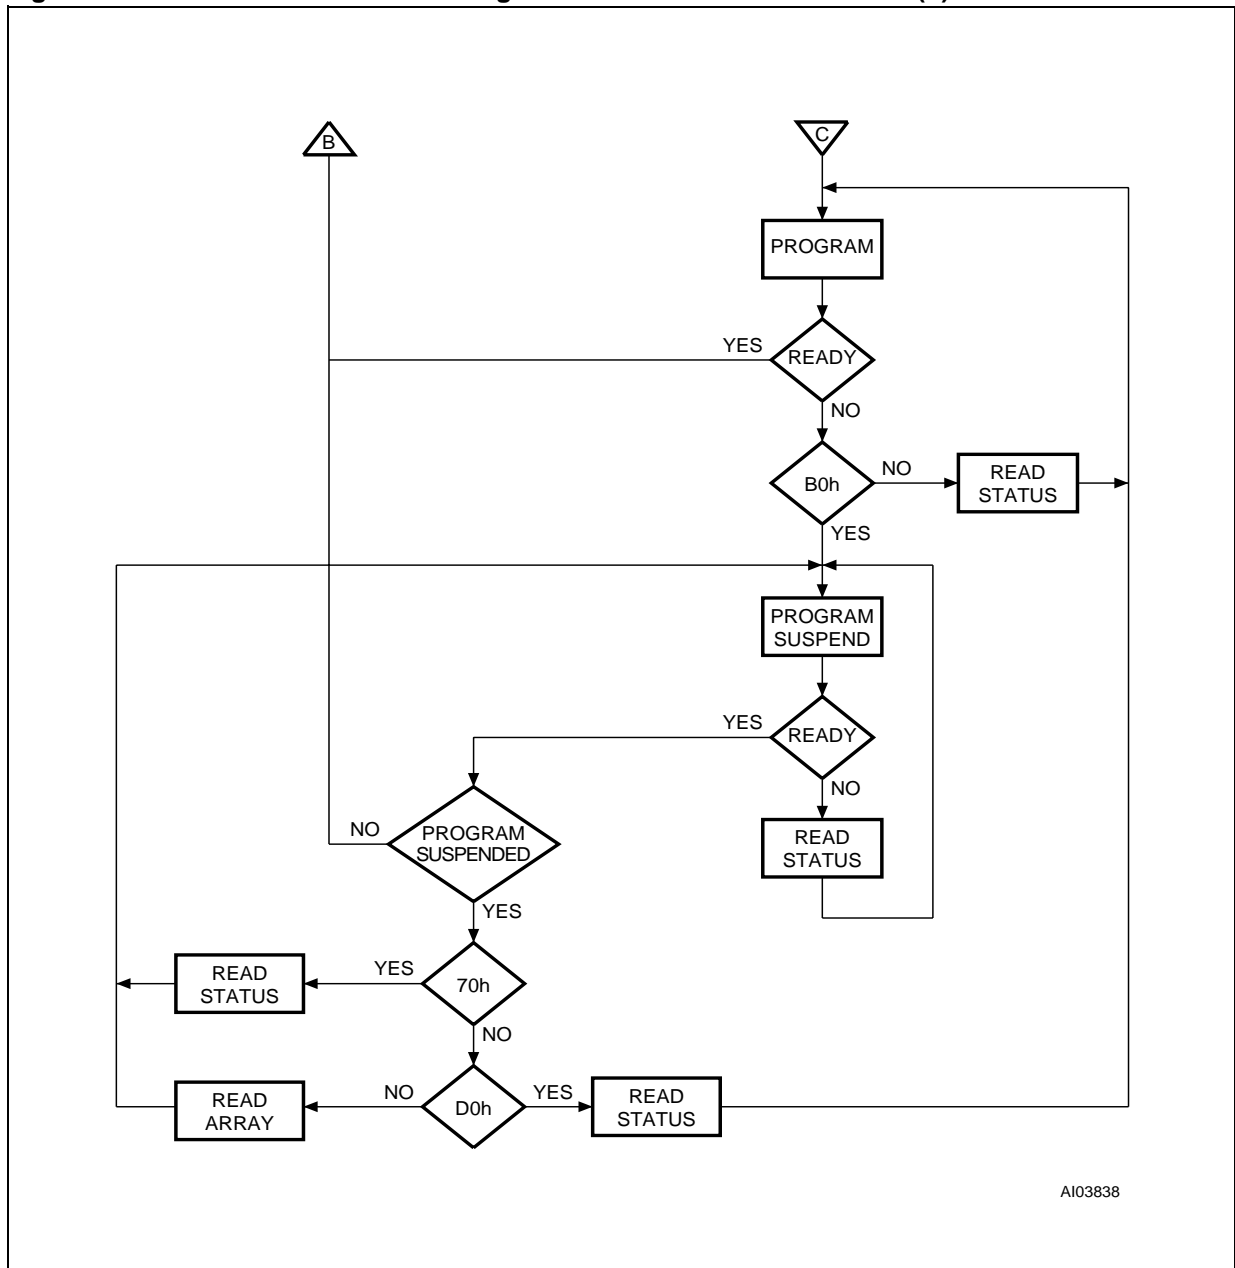 B
C
PROGRAM
YES
READY
NO
B0h
NO
READ
STATUS
YES
PROGRAM
SUSPEND
YES
READY
NO
NO
PROGRAM
SUSPENDED
READ
STATUS
YES
READ
STATUS
YES
70h
NO
READ
ARRAY
NO
D0h
YES
READ
STATUS
AI03838